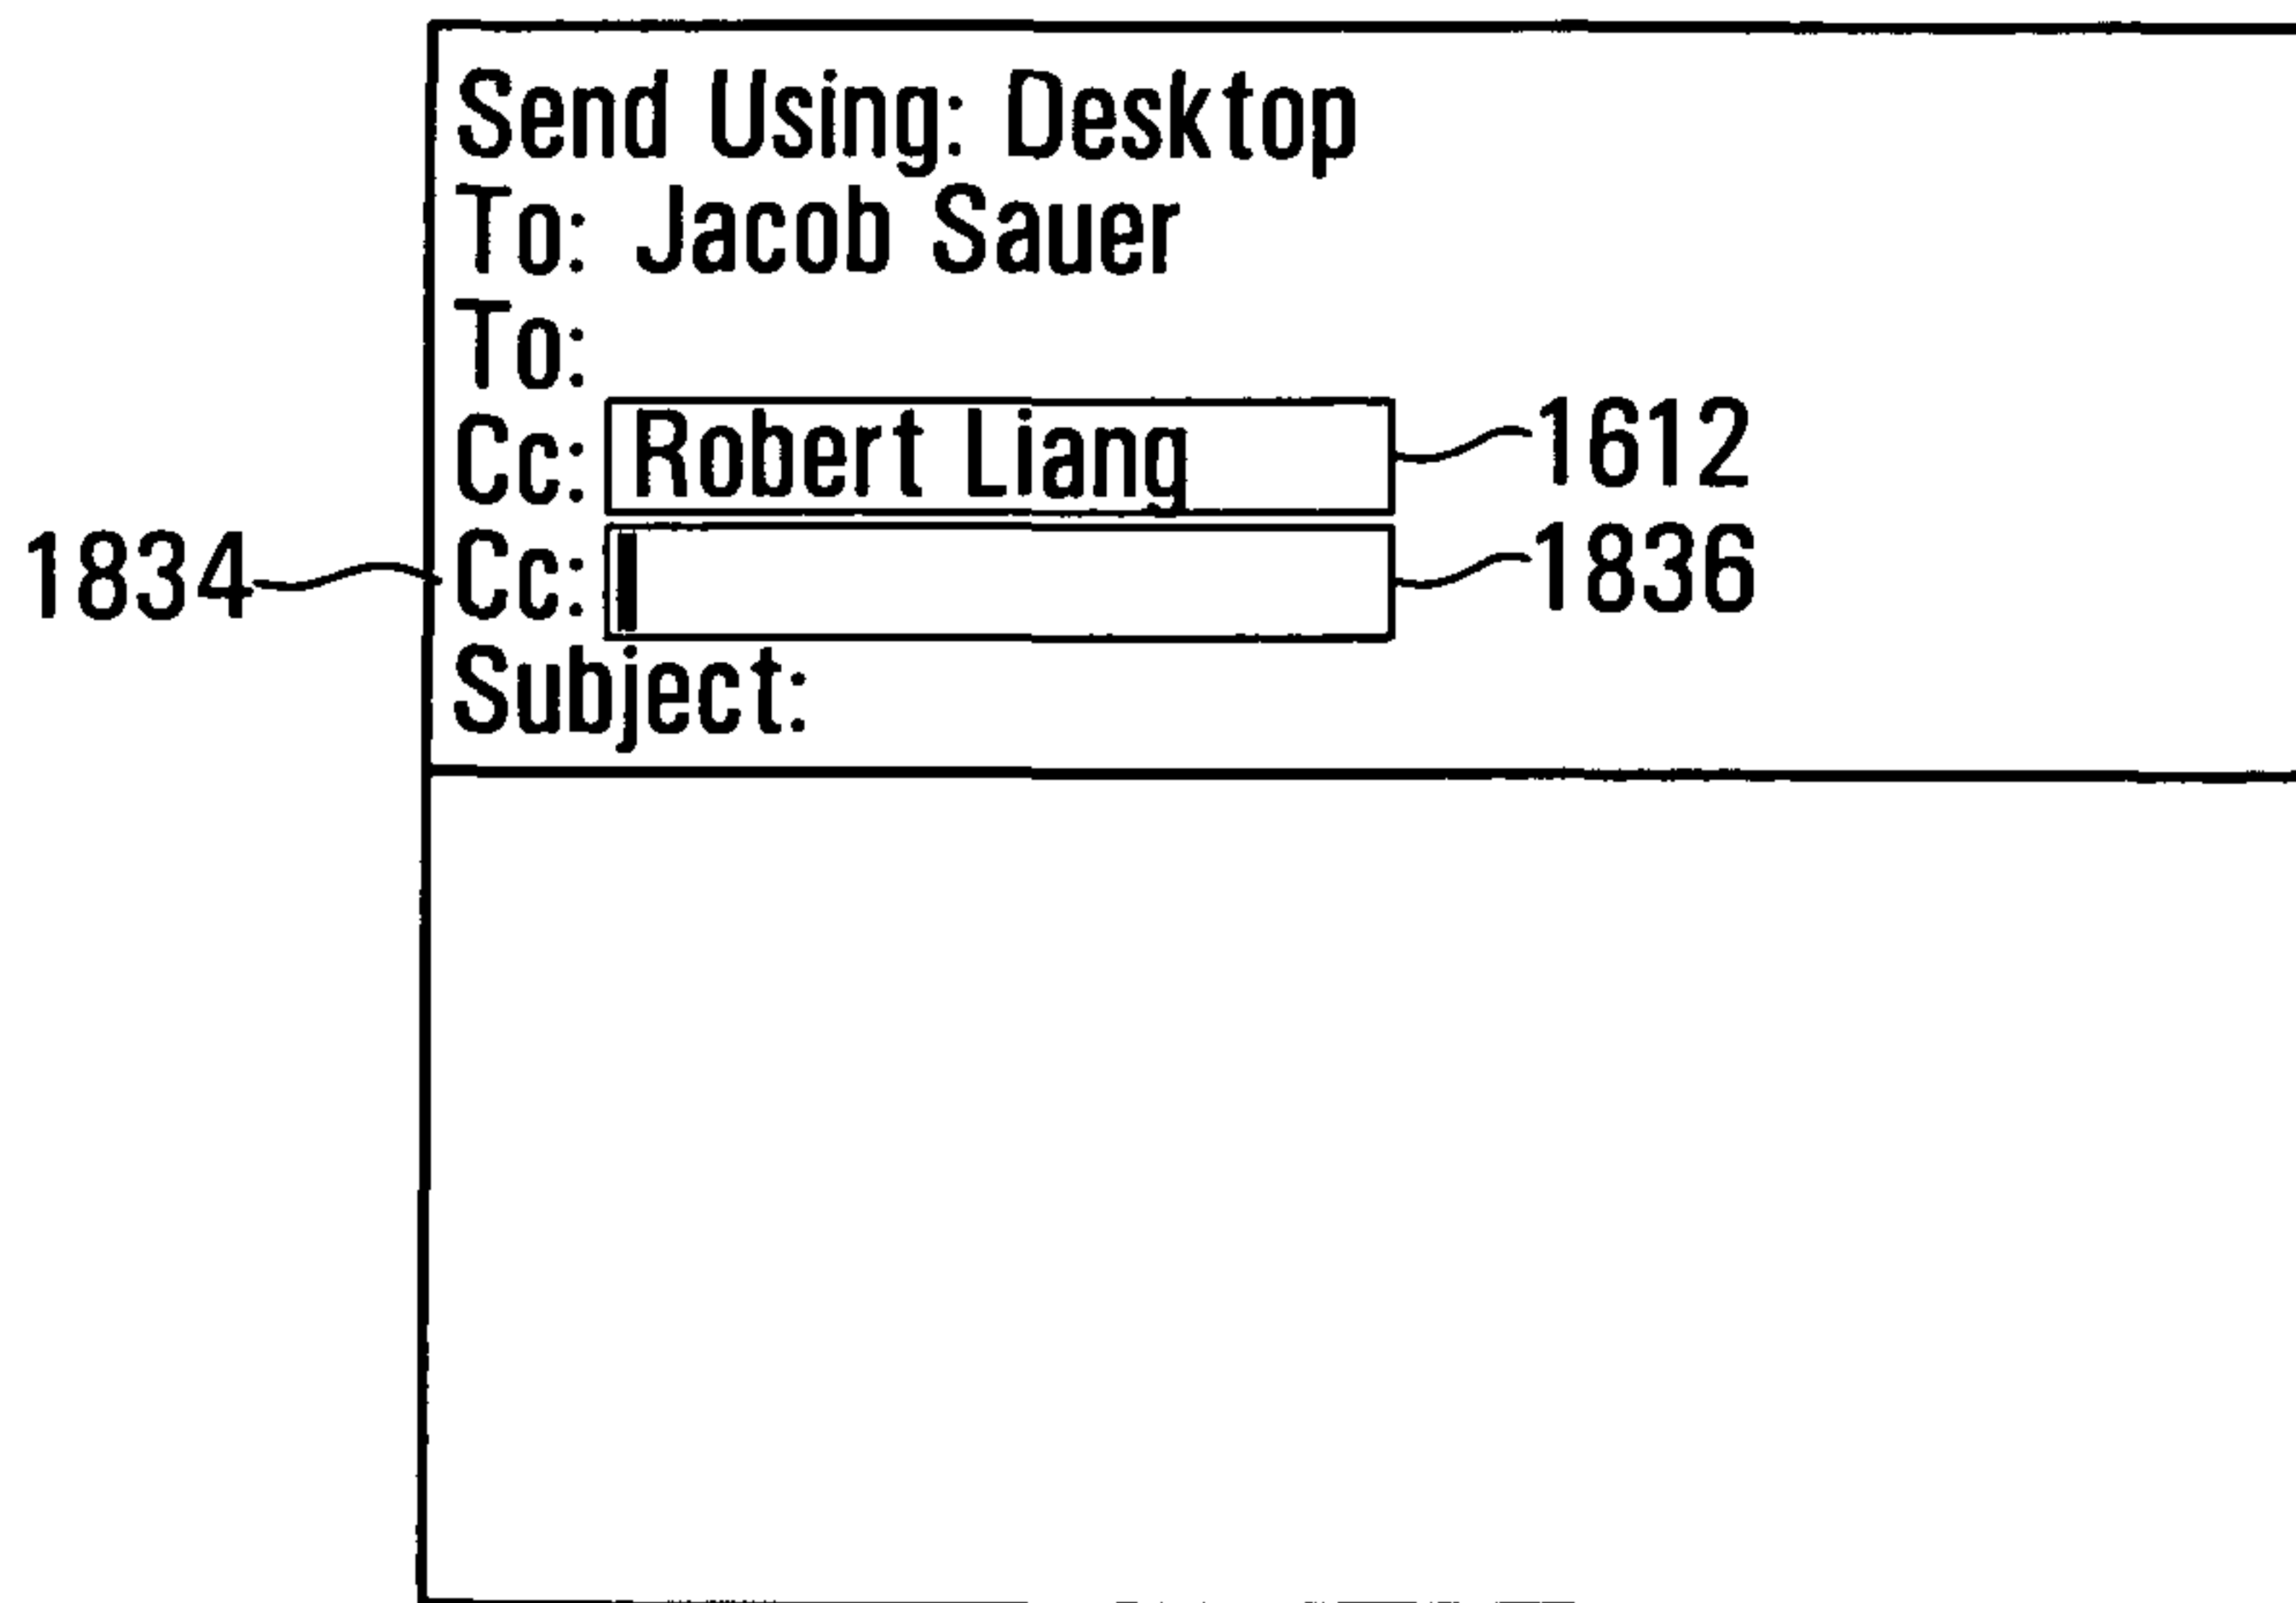 Send Using: Desktop
To: Jacob Sauer
To:
Cc: Robert Liang 1612
1834 Cc: 1836
Subject: